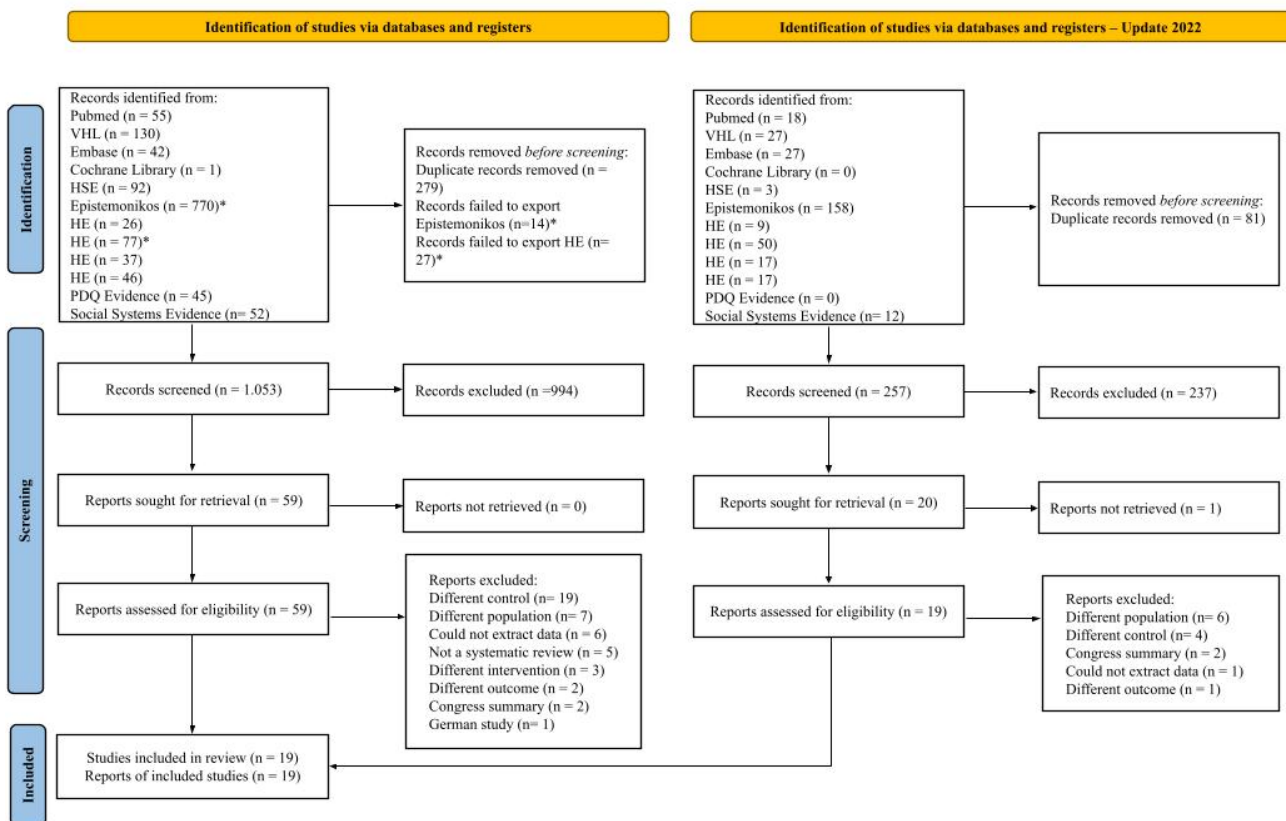 Identification of studies via databases and registers
Identification of studies via databases and registers – Update 2022
Identification
Records identified from:
Pubmed (n = 55)
VHL (n = 130)
Embase (n = 42)
Cochrane Library (n = 1)
HSE (n = 92)
Epistemonikos (n = 770)*
HE (n = 26)
HE (n = 77)*
HE (n = 37)
HE (n = 46)
PDQ Evidence (n = 45)
Social Systems Evidence (n= 52)
Records removed before screening:
Duplicate records removed (n =
279)
Records failed to export
Epistemonikos (n=14)*
Records failed to export HE (n=
27)*
Records identified from:
Pubmed (n = 18)
VHL (n = 27)
Embase (n = 27)
Cochrane Library (n = 0)
HSE (n = 3)
Epistemonikos (n = 158)
HE (n = 9)
HE (n = 50)
HE (n = 17)
HE (n = 17)
PDQ Evidence (n = 0)
Social Systems Evidence (n= 12)
Records removed before screening:
Duplicate records removed (n = 81)
Screening
Records screened (n = 1.053)
Records excluded (n =994)
Records screened (n = 257)
Records excluded (n = 237)
Reports sought for retrieval (n = 59)
Reports not retrieved (n = 0)
Reports sought for retrieval (n = 20)
Reports not retrieved (n = 1)
Reports assessed for eligibility (n = 59)
Reports excluded:
Different control (n= 19)
Different population (n= 7)
Could not extract data (n = 6)
Not a systematic review (n = 5)
Different intervention (n = 3)
Different outcome (n = 2)
Congress summary (n = 2)
German study (n= 1)
Reports assessed for eligibility (n = 19)
Reports excluded:
Different population (n= 6)
Different control (n= 4)
Congress summary (n = 2)
Could not extract data (n = 1)
Different outcome (n = 1)
Included
Studies included in review (n = 19)
Reports of included studies (n = 19)